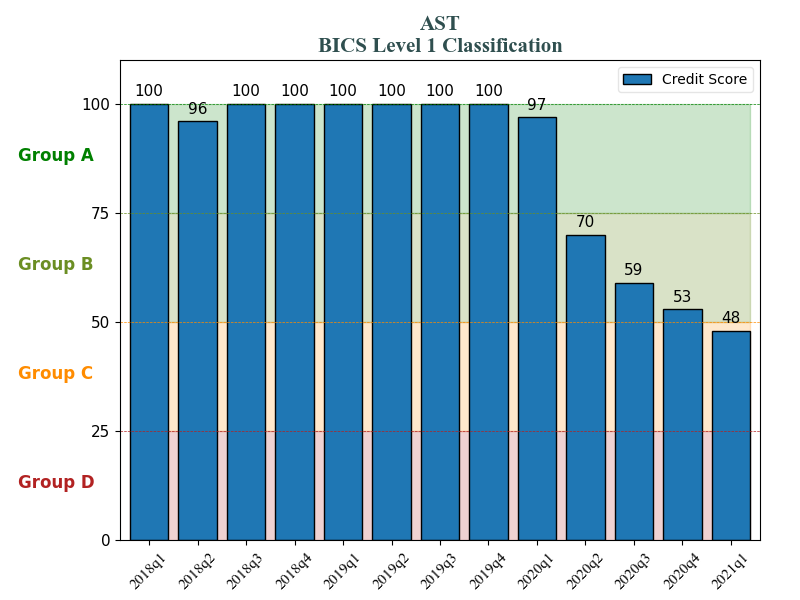 AST
BICS Level 1 Classification
Credit Score
100 96 100 100 100 100 100 100 97 70 59 53 48
100
Group A
75
Group B
50
Group C
25
Group D
0
2018q1 2018q2 2018q3 2018q4 2019q1 2019q2 2019q3 2019q4 2020q1 2020q2 2020q3 2020q4 2021q1